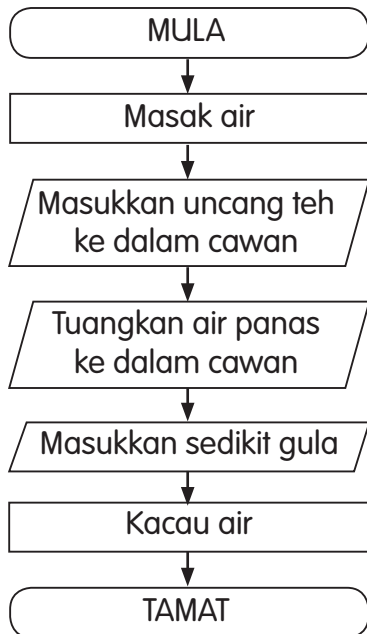 MULA
Masak air
Masukkan uncang teh
ke dalam cawan
Tuangkan air panas
ke dalam cawan
Masukkan sedikit gula
Kacau air
TAMAT